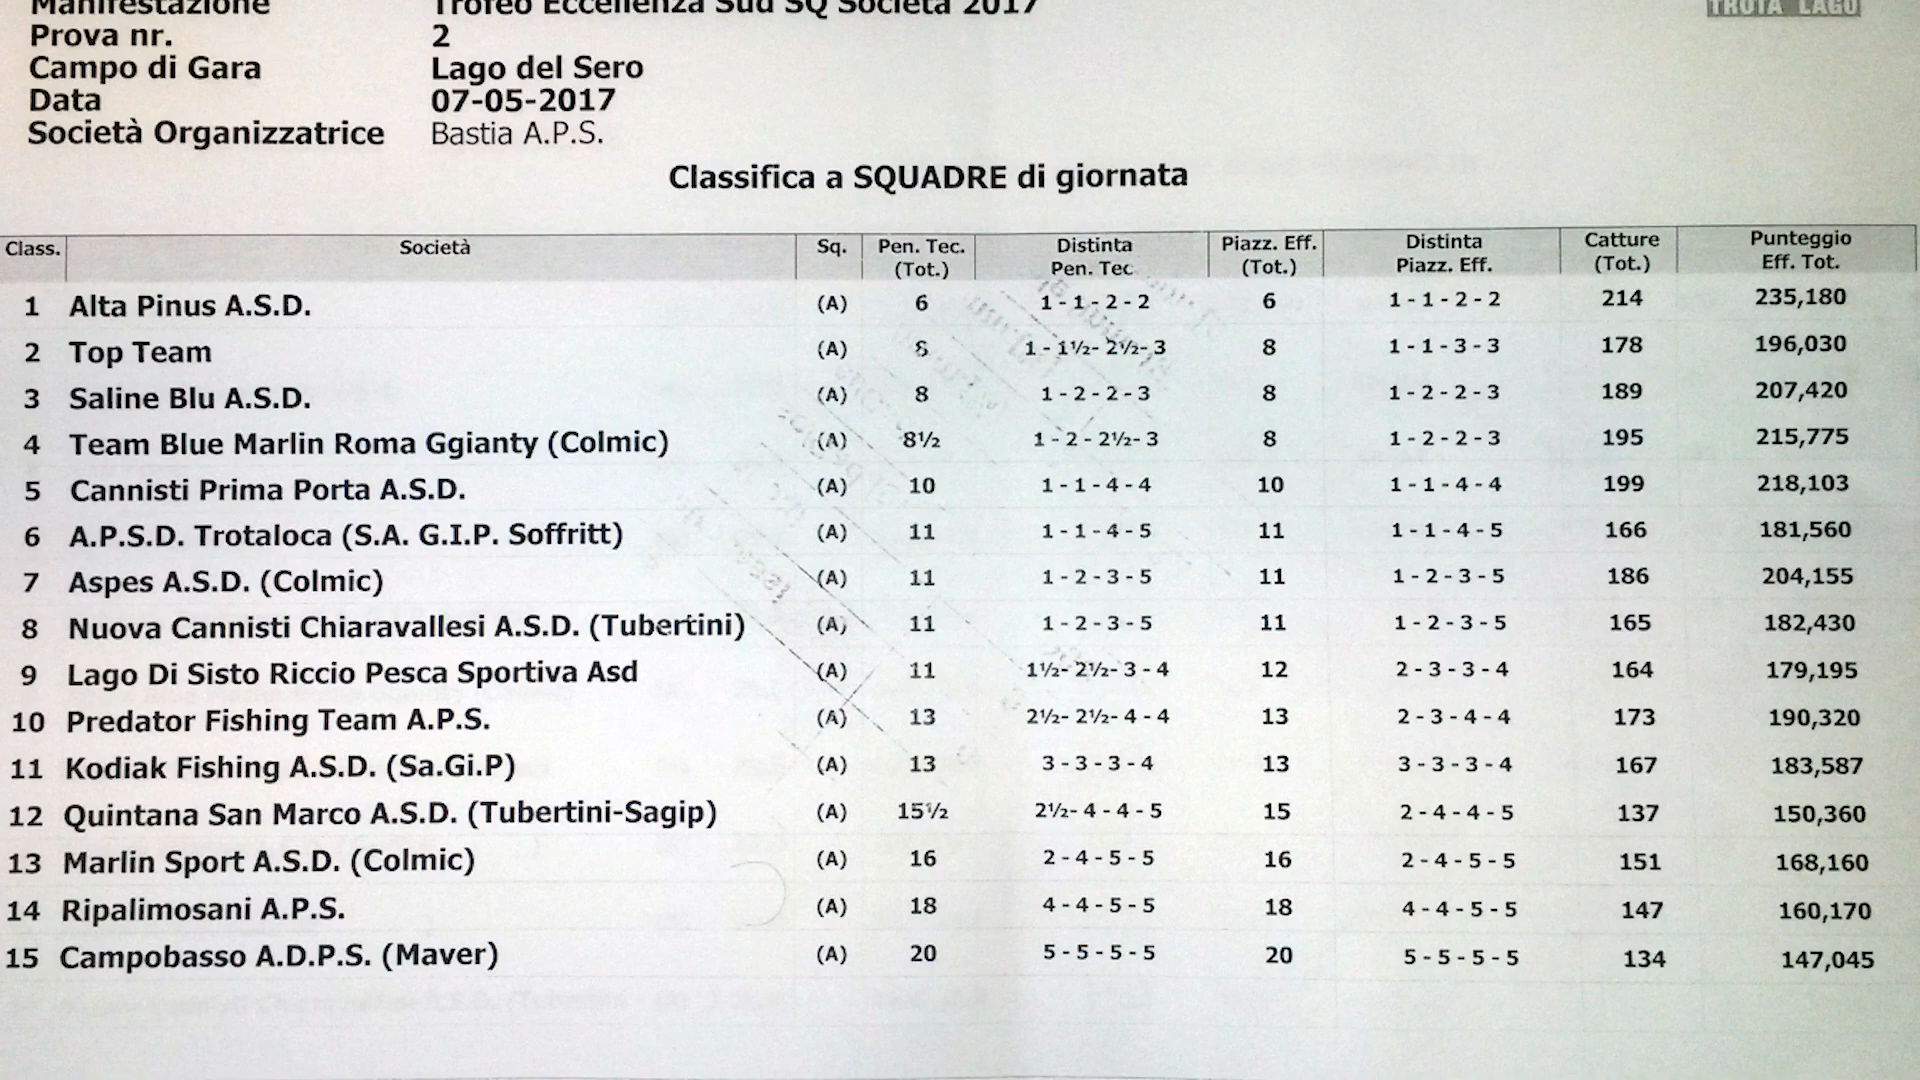 Manifestazione Trofeo Eccellenza Sud SQ Società 2017
TROTA LAGO
Prova nr. 2
Campo di Gara Lago del Sero
Data 07-05-2017
Società Organizzatrice Bastia A.P.S.
Classifica a SQUADRE di giornata
Class. Società Sq. Pen. Tec. (Tot.) Distinta Pen. Tec Piazz. Eff. (Tot.) Distinta Piazz. Eff. Catture (Tot.) Punteggio Eff. Tot.
1 Alta Pinus A.S.D. (A) 6 1 - 1 - 2 - 2 6 1 - 1 - 2 - 2 214 235,180
2 Top Team (A) 8 1 - 1½- 2½- 3 8 1 - 1 - 3 - 3 178 196,030
3 Saline Blu A.S.D. (A) 8 1 - 2 - 2 - 3 8 1 - 2 - 2 - 3 189 207,420
4 Team Blue Marlin Roma Ggianty (Colmic) (A) 8½ 1 - 2 - 2½- 3 8 1 - 2 - 2 - 3 195 215,775
5 Cannisti Prima Porta A.S.D. (A) 10 1 - 1 - 4 - 4 10 1 - 1 - 4 - 4 199 218,103
6 A.P.S.D. Trotaloca (S.A. G.I.P. Soffritt) (A) 11 1 - 1 - 4 - 5 11 1 - 1 - 4 - 5 166 181,560
7 Aspes A.S.D. (Colmic) (A) 11 1 - 2 - 3 - 5 11 1 - 2 - 3 - 5 186 204,155
8 Nuova Cannisti Chiaravallesi A.S.D. (Tubertini) (A) 11 1 - 2 - 3 - 5 11 1 - 2 - 3 - 5 165 182,430
9 Lago Di Sisto Riccio Pesca Sportiva Asd (A) 11 1½- 2½- 3 - 4 12 2 - 3 - 3 - 4 164 179,195
10 Predator Fishing Team A.P.S. (A) 13 2½- 2½- 4 - 4 13 2 - 3 - 4 - 4 173 190,320
11 Kodiak Fishing A.S.D. (Sa.Gi.P) (A) 13 3 - 3 - 3 - 4 13 3 - 3 - 3 - 4 167 183,587
12 Quintana San Marco A.S.D. (Tubertini-Sagip) (A) 15½ 2½- 4 - 4 - 5 15 2 - 4 - 4 - 5 137 150,360
13 Marlin Sport A.S.D. (Colmic) (A) 16 2 - 4 - 5 - 5 16 2 - 4 - 5 - 5 151 168,160
14 Ripalimosani A.P.S. (A) 18 4 - 4 - 5 - 5 18 4 - 4 - 5 - 5 147 160,170
15 Campobasso A.D.P.S. (Maver) (A) 20 5 - 5 - 5 - 5 20 5 - 5 - 5 - 5 134 147,045